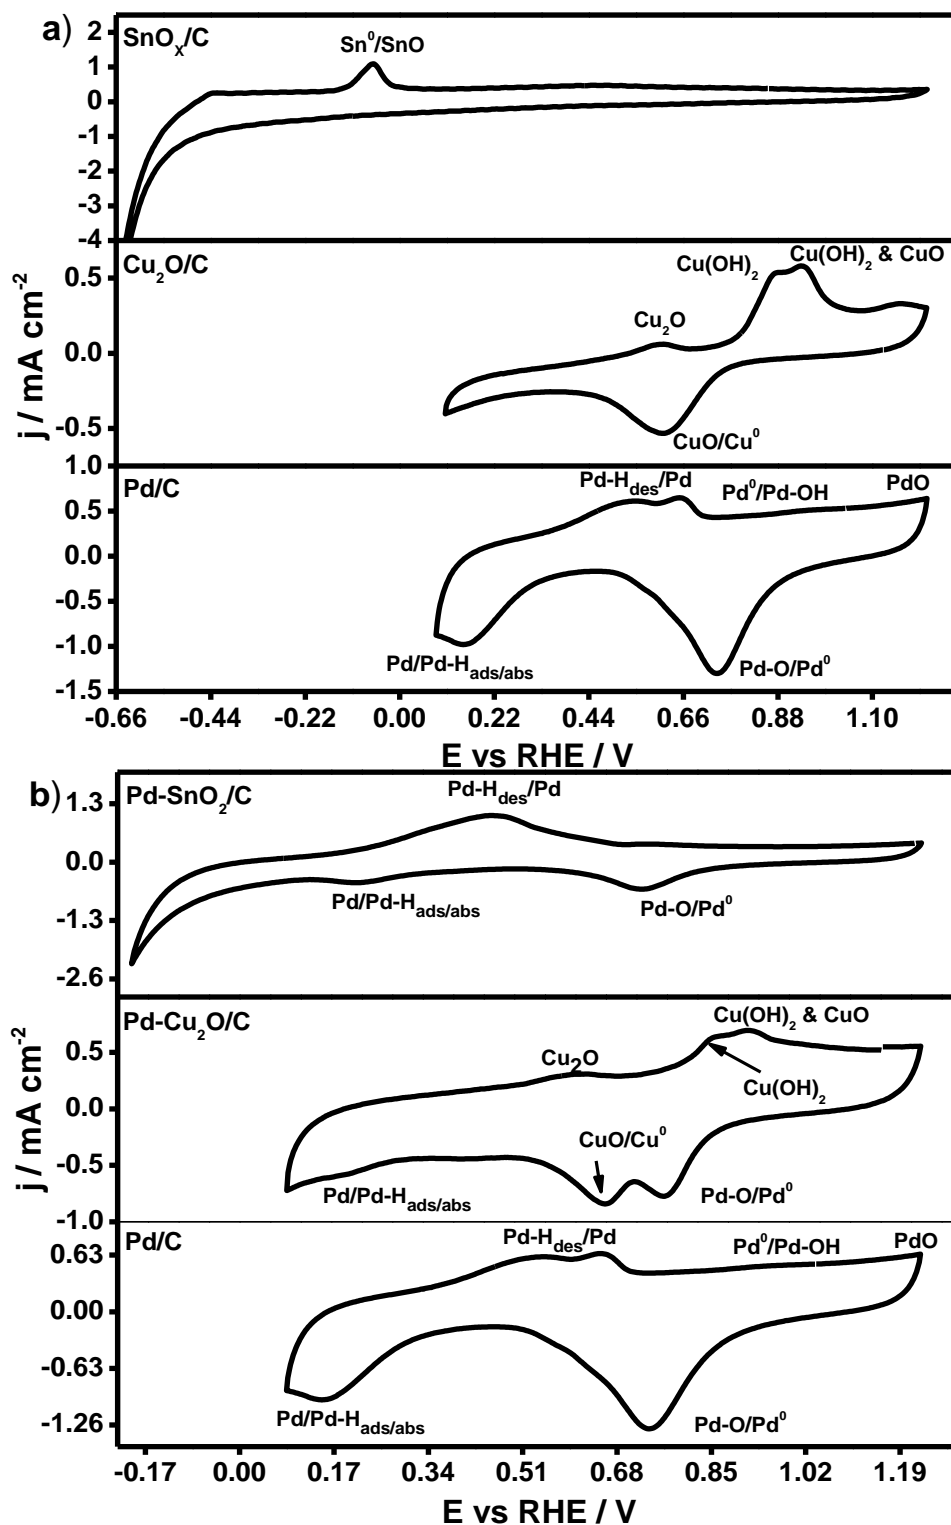 a)
SnOₓ/C
Sn⁰/SnO
2
1
0
-1
-2
-3
-4
Cu₂O/C
Cu(OH)₂
Cu(OH)₂ & CuO
Cu₂O
CuO/Cu⁰
0.5
0.0
-0.5
j / mA cm⁻²
Pd/C
Pd-H_des/Pd
Pd⁰/Pd-OH
PdO
Pd/Pd-H_ads/abs
Pd-O/Pd⁰
1.0
0.5
0.0
-0.5
-1.0
-1.5
-0.66 -0.44 -0.22 0.00 0.22 0.44 0.66 0.88 1.10
E vs RHE / V
b)
Pd-SnO₂/C
Pd-H_des/Pd
Pd/Pd-H_ads/abs
Pd-O/Pd⁰
1.3
0.0
-1.3
-2.6
Pd-Cu₂O/C
Cu(OH)₂ & CuO
Cu₂O
Cu(OH)₂
CuO/Cu⁰
Pd/Pd-H_ads/abs
Pd-O/Pd⁰
0.5
0.0
-0.5
-1.0
j / mA cm⁻²
Pd/C
Pd-H_des/Pd
Pd⁰/Pd-OH
PdO
Pd/Pd-H_ads/abs
Pd-O/Pd⁰
0.63
0.00
-0.63
-1.26
-0.17 0.00 0.17 0.34 0.51 0.68 0.85 1.02 1.19
E vs RHE / V